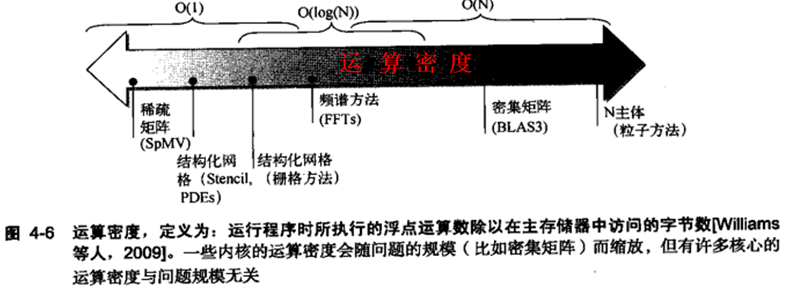 O(1)
O(log(N))
O(N)
运 算 密 度
稀疏
矩阵
(SpMV)
结构化网
格（Stencil,
PDEs）
结构化网格
（栅格方法）
频谱方法
(FFTs)
密集矩阵
(BLAS3)
N主体
（粒子方法）
图 4-6 运算密度，定义为：运行程序时所执行的浮点运算数除以在主存储器中访问的字节数[Williams
等人，2009]。一些内核的运算密度会随问题的规模（比如密集矩阵）而缩放，但有许多核心的
运算密度与问题规模无关